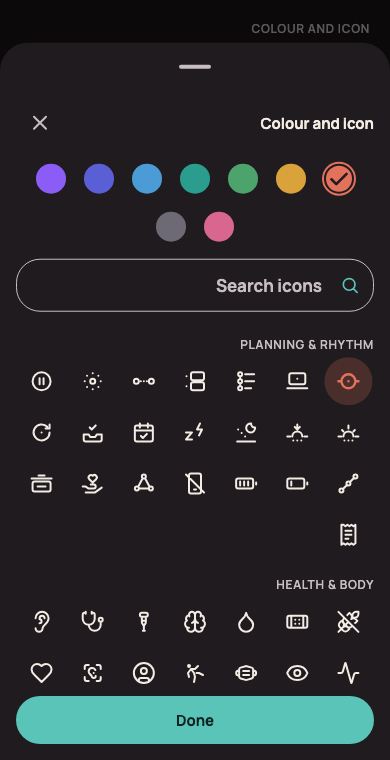 COLOUR AND ICON
Colour and icon
Search icons
PLANNING & RHYTHM
HEALTH & BODY
Done